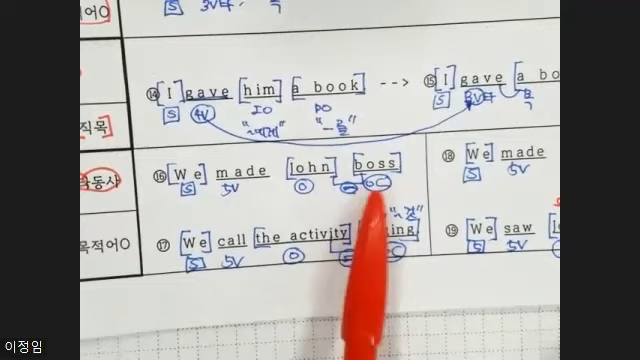 어O
S 3V
⑭ [I] gave [him] [a book] --> ⑮ [I] gave [a bo
S 4V IO DO S 3V
"~에게" "~을"
직목
동사
⑯ [We] made [John] [boss] ⑱ [We] made
S 5V O OC S 5V
"~것"
⑰ [We] call [the activity] ing] ⑲ [We] saw
S 5V O C S 5V
목적어O
이정임